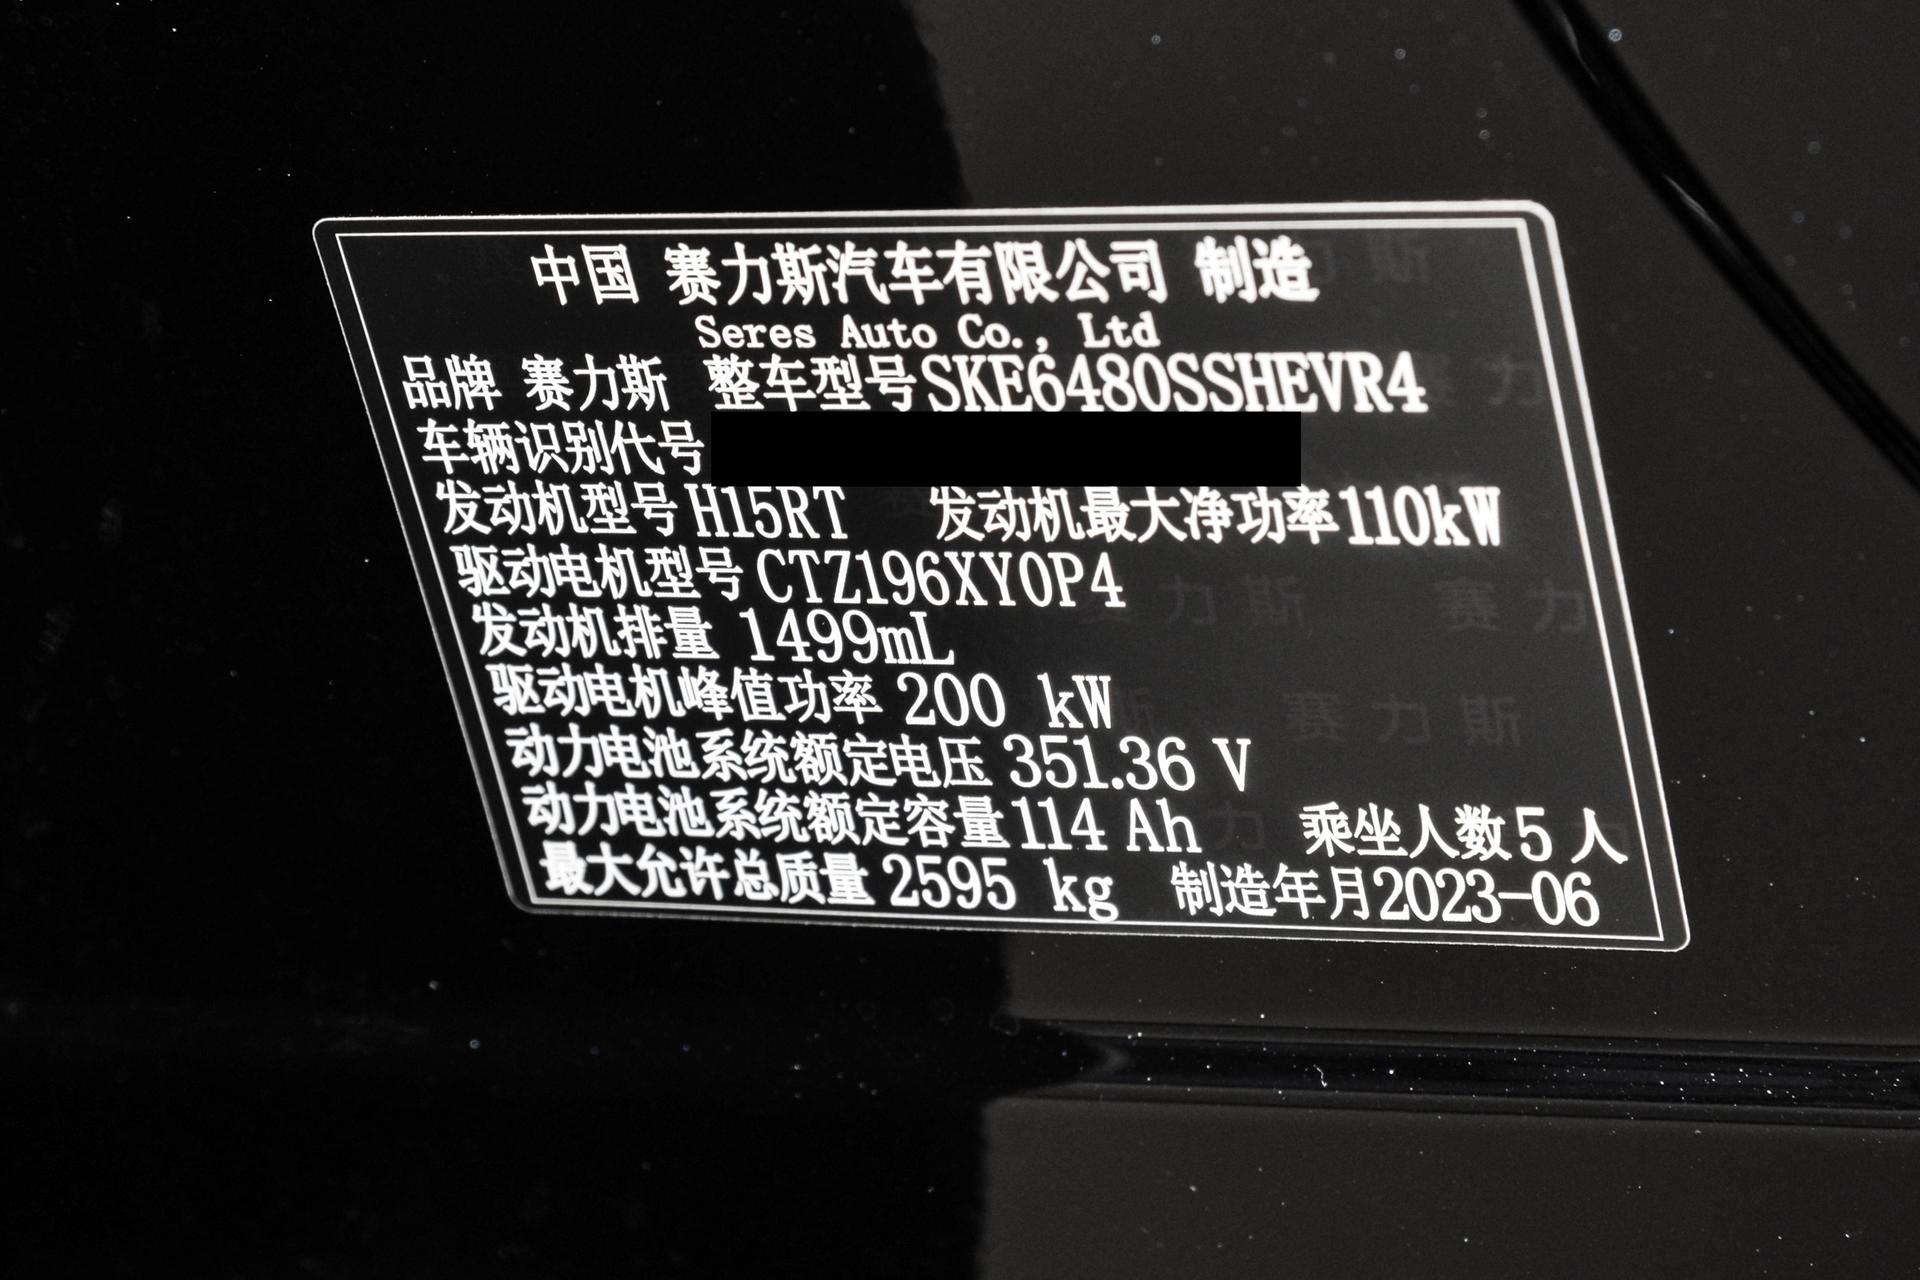 中国 赛力斯汽车有限公司 制造
Seres Auto Co., Ltd
品牌 赛力斯 整车型号SKE6480SSHEVR4
车辆识别代号
发动机型号H15RT 发动机最大净功率110kW
驱动电机型号CTZ196XY0P4
发动机排量 1499mL
驱动电机峰值功率 200 kW
动力电池系统额定电压 351.36 V
动力电池系统额定容量114 Ah 乘坐人数5 人
最大允许总质量 2595 kg 制造年月2023-06